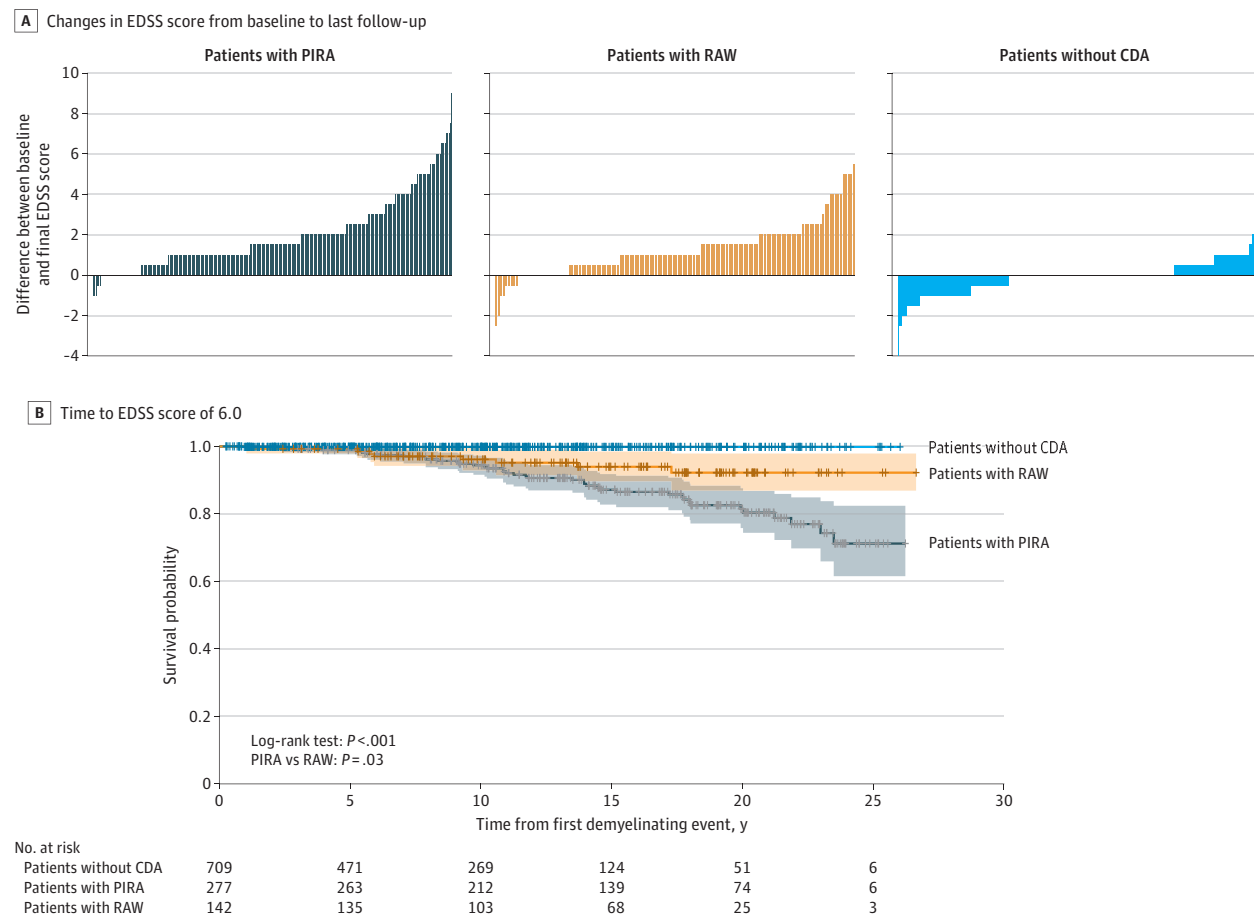 A Changes in EDSS score from baseline to last follow-up
Patients with PIRA
Patients with RAW
Patients without CDA
Difference between baseline
and final EDSS score
10
8
6
4
2
0
-2
-4
B Time to EDSS score of 6.0
Survival probability
1.0
0.8
0.6
0.4
0.2
0
Patients without CDA
Patients with RAW
Patients with PIRA
Log-rank test: P<.001
PIRA vs RAW: P=.03
0 5 10 15 20 25 30
Time from first demyelinating event, y
No. at risk
Patients without CDA 709 471 269 124 51 6
Patients with PIRA 277 263 212 139 74 6
Patients with RAW 142 135 103 68 25 3